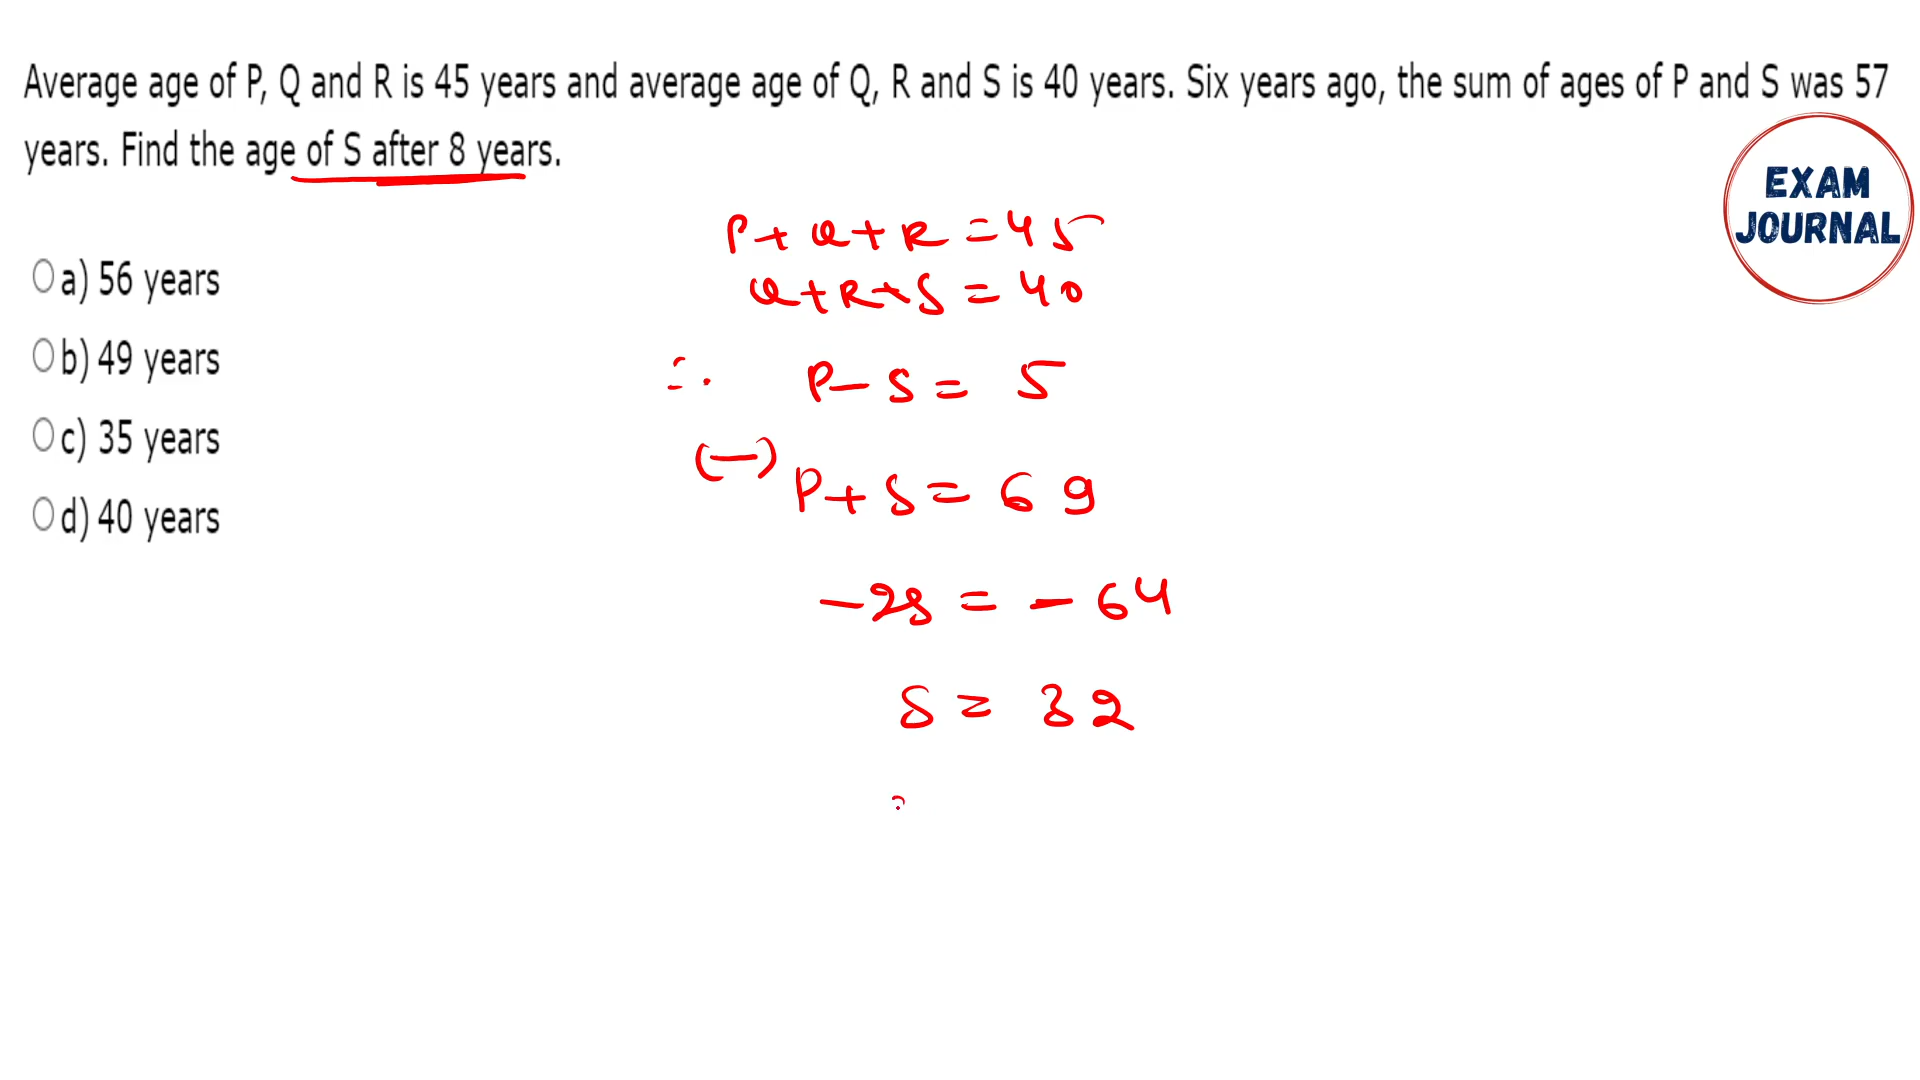 Average age of P, Q and R is 45 years and average age of Q, R and S is 40 years. Six years ago, the sum of ages of P and S was 57
years. Find the age of S after 8 years.
EXAM
JOURNAL
a) 56 years
b) 49 years
c) 35 years
d) 40 years
P+Q+R=45
Q+R+S=40
∴ P-S=5
(-) P+S=69
-2S=-64
S=32